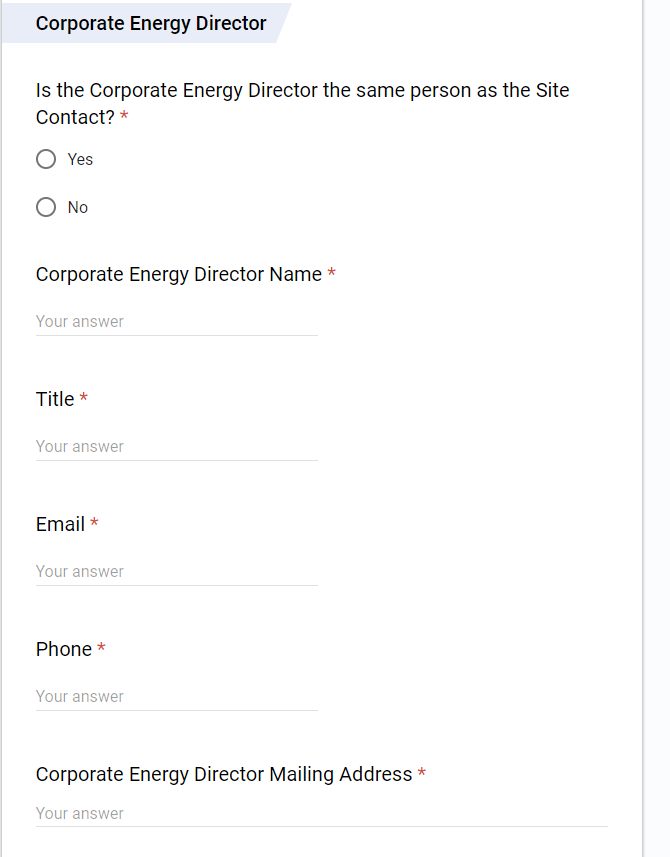 Corporate Energy Director
Is the Corporate Energy Director the same person as the Site
Contact? *
Yes
No
Corporate Energy Director Name *
Your answer
Title *
Your answer
Email *
Your answer
Phone *
Your answer
Corporate Energy Director Mailing Address *
Your answer